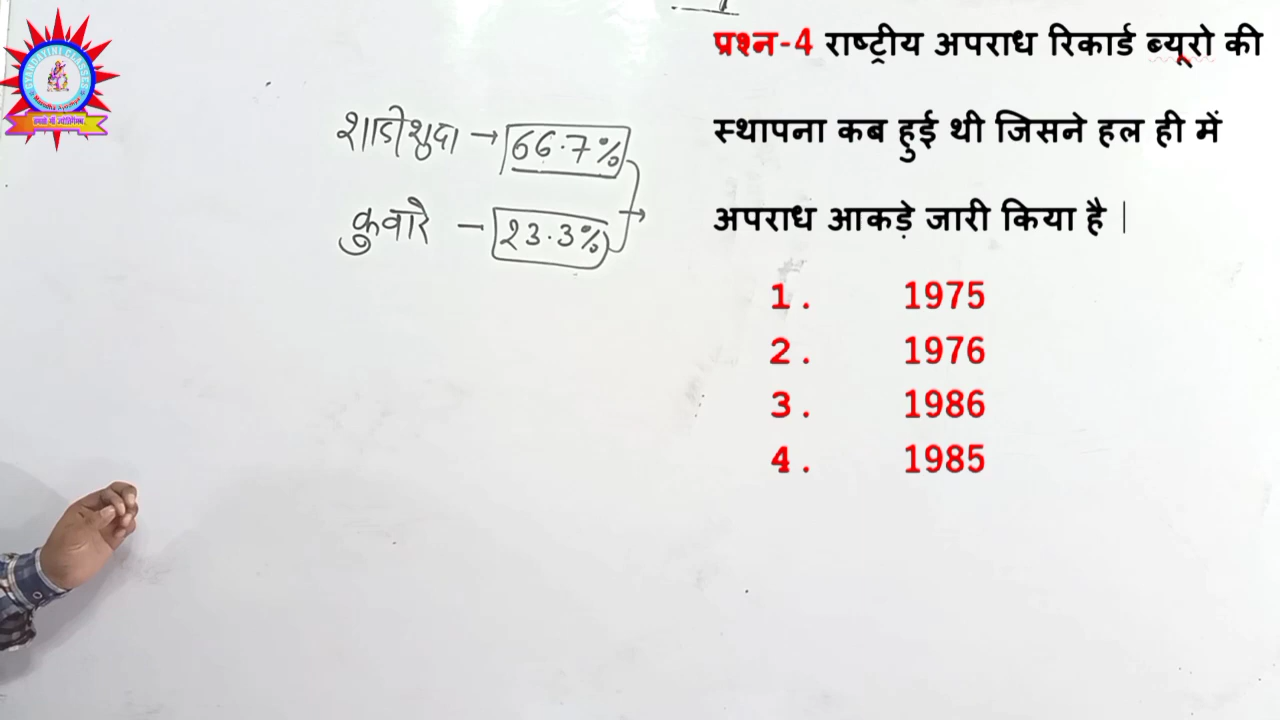 प्रश्न-4 राष्ट्रीय अपराध रिकार्ड ब्यूरो की
स्थापना कब हुई थी जिसने हल ही में
अपराध आकड़े जारी किया है |
1. 1975
2. 1976
3. 1986
4. 1985
शादीशुदा → 66.7%
कुवारे – 23.3%